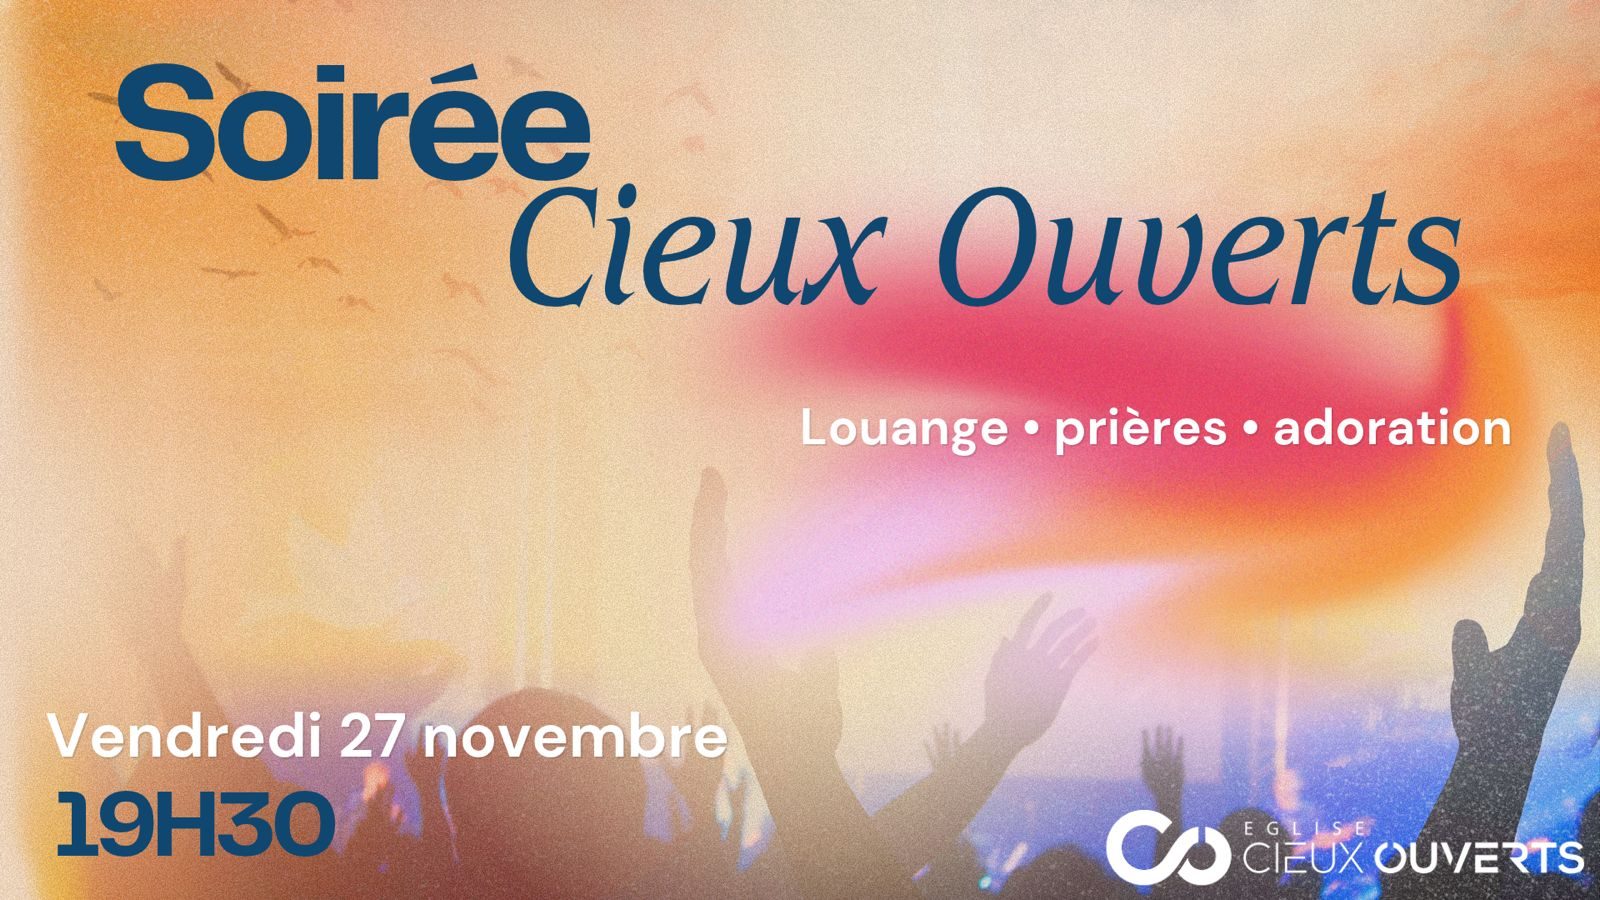 Soirée
Cieux Ouverts
Louange • prières • adoration
Vendredi 27 novembre
19H30
EGLISE
CIEUX OUVERTS